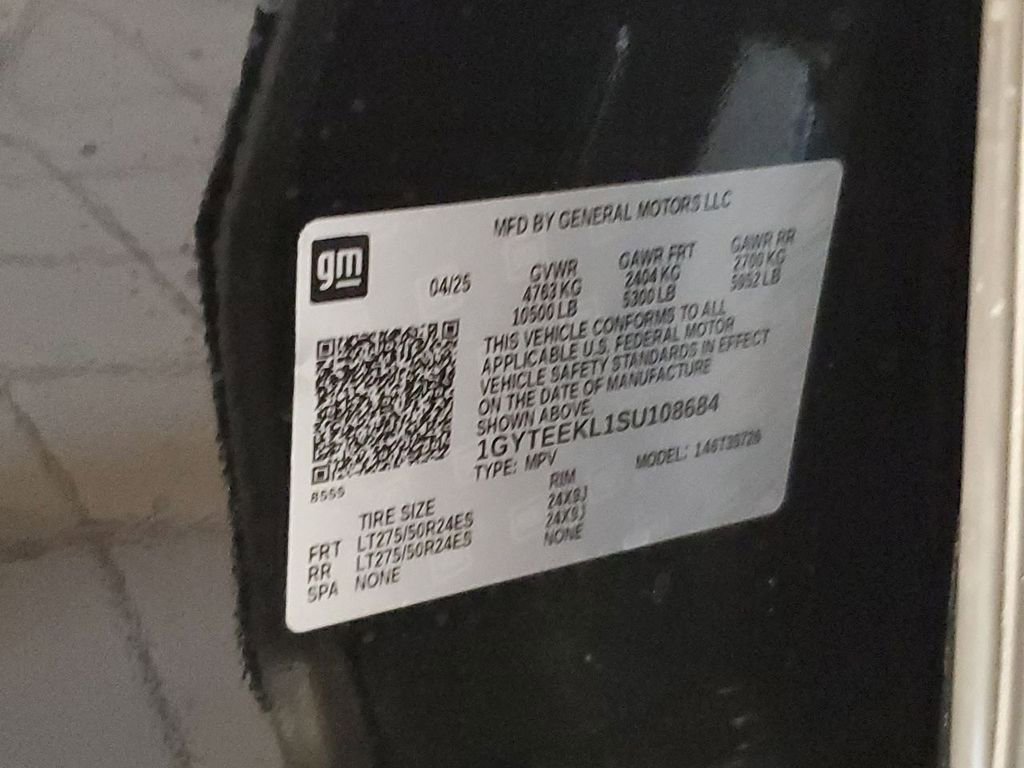 MFD BY GENERAL MOTORS LLC
gm
04/25
GVWR GAWR FRT GAWR RR
4763 KG 2404 KG 2700 KG
10500 LB 5300 LB 5952 LB
THIS VEHICLE CONFORMS TO ALL
APPLICABLE U.S. FEDERAL MOTOR
VEHICLE SAFETY STANDARDS IN EFFECT
ON THE DATE OF MANUFACTURE
SHOWN ABOVE.
1GYTEEKL1SU108684
TYPE: MPV MODEL:
8555
TIRE SIZE RIM
FRT LT275/50R24ES 24X9J
RR LT275/50R24ES 24X9J
SPA NONE NONE